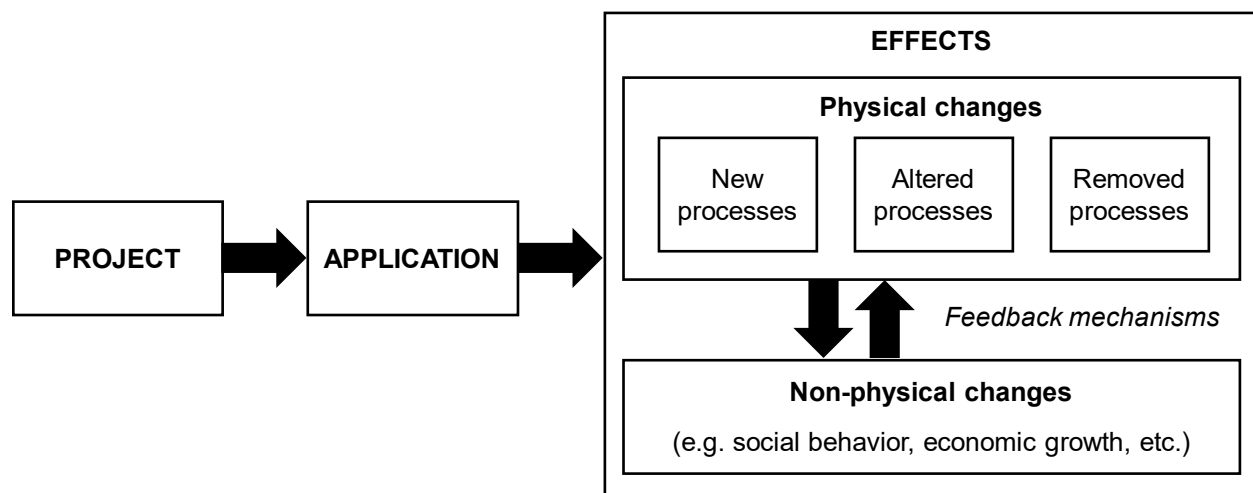 PROJECT
APPLICATION
EFFECTS
Physical changes
New
processes
Altered
processes
Removed
processes
Feedback mechanisms
Non-physical changes
(e.g. social behavior, economic growth, etc.)